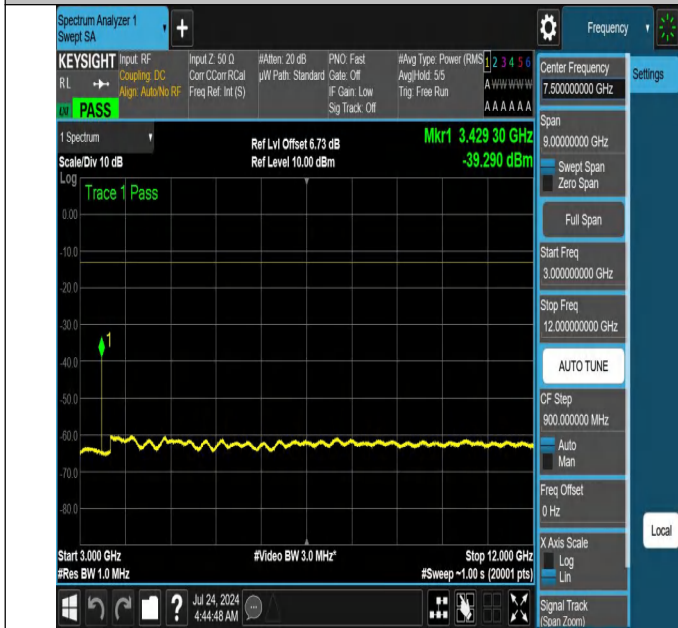 Spectrum Analyzer 1
Swept SA
+
Frequency
KEYSIGHT
RL
PASS
Input: RF
Coupling: DC
Align: Auto/No RF
Input Z: 50 Ω
Corr CCorr RCal
Freq Ref: Int (S)
#Atten: 20 dB
µW Path: Standard
PNO: Fast
Gate: Off
IF Gain: Low
Sig Track: Off
#Avg Type: Power (RMS
Avg|Hold: 5/5
Trig: Free Run
1 2 3 4 5 6
A W W W W W
A A A A A A
Center Frequency
7.500000000 GHz
Settings
1 Spectrum
Scale/Div 10 dB
Ref Lvl Offset 6.73 dB
Ref Level 10.00 dBm
Mkr1 3.429 30 GHz
-39.290 dBm
Log
Trace 1 Pass
0.00
-10.0
-20.0
-30.0
-40.0
-50.0
-60.0
-70.0
-80.0
1
Start 3.000 GHz
#Res BW 1.0 MHz
#Video BW 3.0 MHz*
Stop 12.000 GHz
#Sweep ~1.00 s (20001 pts)
Span
9.00000000 GHz
Swept Span
Zero Span
Full Span
Start Freq
3.000000000 GHz
Stop Freq
12.000000000 GHz
AUTO TUNE
CF Step
900.000000 MHz
Auto
Man
Freq Offset
0 Hz
X Axis Scale
Log
Lin
Local
Signal Track
(Span Zoom)
?
Jul 24, 2024
4:44:48 AM